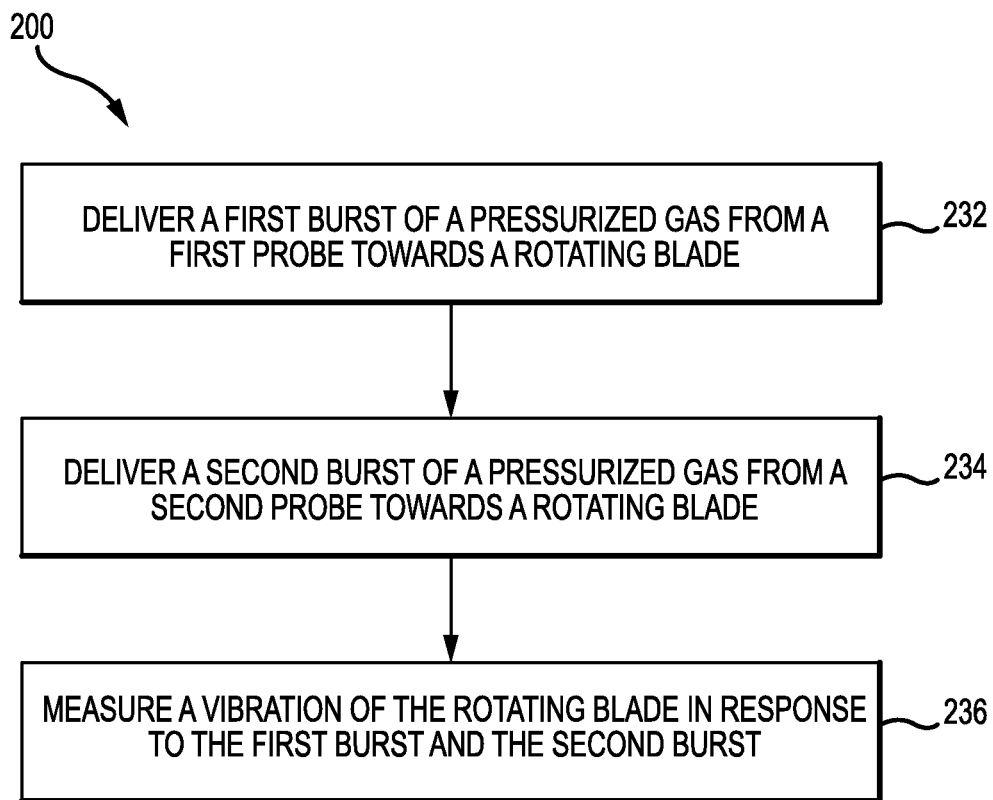 200
DELIVER A FIRST BURST OF A PRESSURIZED GAS FROM A
FIRST PROBE TOWARDS A ROTATING BLADE
232
DELIVER A SECOND BURST OF A PRESSURIZED GAS FROM A
SECOND PROBE TOWARDS A ROTATING BLADE
234
MEASURE A VIBRATION OF THE ROTATING BLADE IN RESPONSE
TO THE FIRST BURST AND THE SECOND BURST
236